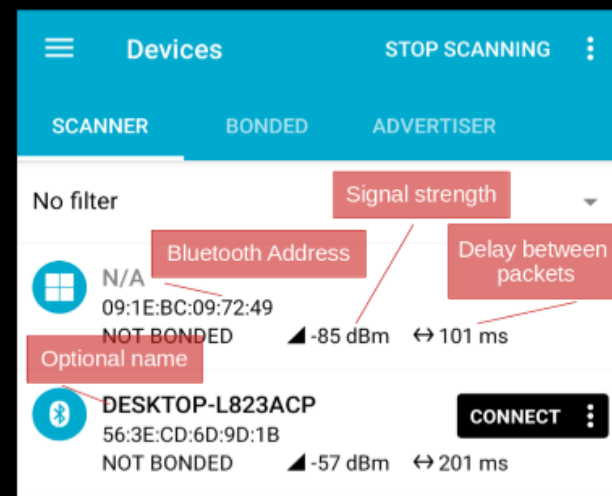 Devices
STOP SCANNING
SCANNER
BONDED
ADVERTISER
No filter
Signal strength
Bluetooth Address
Delay between
packets
N/A
09:1E:BC:09:72:49
NOT BONDED
-85 dBm
101 ms
Optional name
DESKTOP-L823ACP
CONNECT
56:3E:CD:6D:9D:1B
NOT BONDED
-57 dBm
201 ms